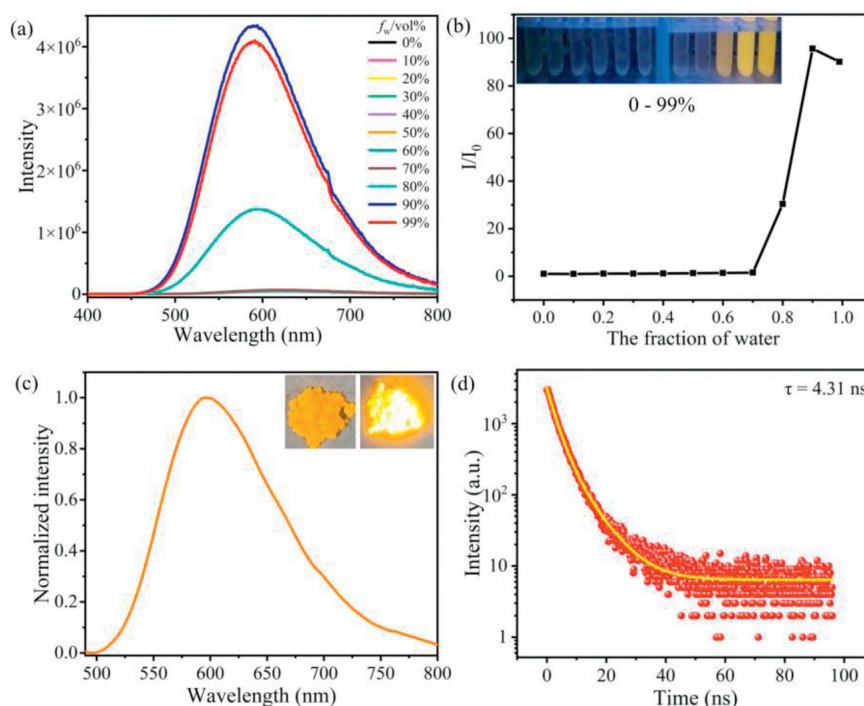 (a)
f_w/vol%
0%
10%
20%
30%
40%
50%
60%
70%
80%
90%
99%
4×10⁶
3×10⁶
2×10⁶
1×10⁶
0
Intensity
400 500 600 700 800
Wavelength (nm)
(b)
0 - 99%
100
80
60
40
20
0
I/I₀
0.0 0.2 0.4 0.6 0.8 1.0
The fraction of water
(c)
1.0
0.8
0.6
0.4
0.2
0.0
Normalized intensity
500 550 600 650 700 750 800
Wavelength (nm)
(d)
τ = 4.31 ns
10³
10²
10
1
Intensity (a.u.)
0 20 40 60 80 100
Time (ns)